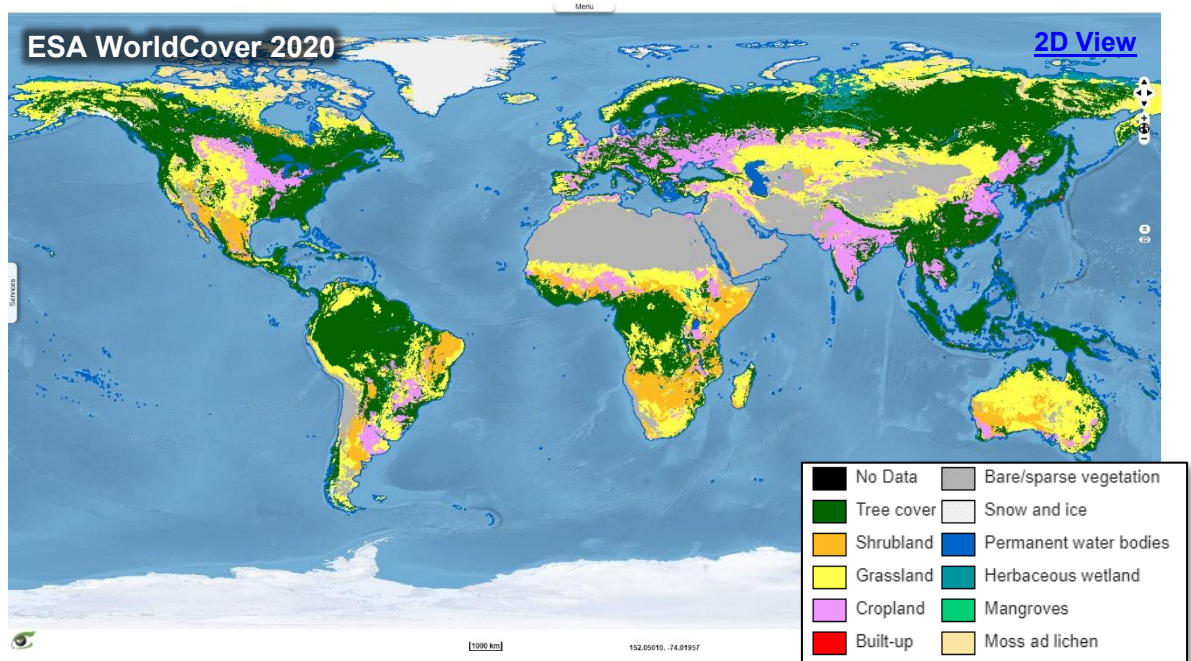 Menu
ESA WorldCover 2020
2D View
+
−
3D
Services
No Data
Bare/sparse vegetation
Tree cover
Snow and ice
Shrubland
Permanent water bodies
Grassland
Herbaceous wetland
Cropland
Mangroves
Built-up
Moss ad lichen
1000 km
152.05010, -74.01957